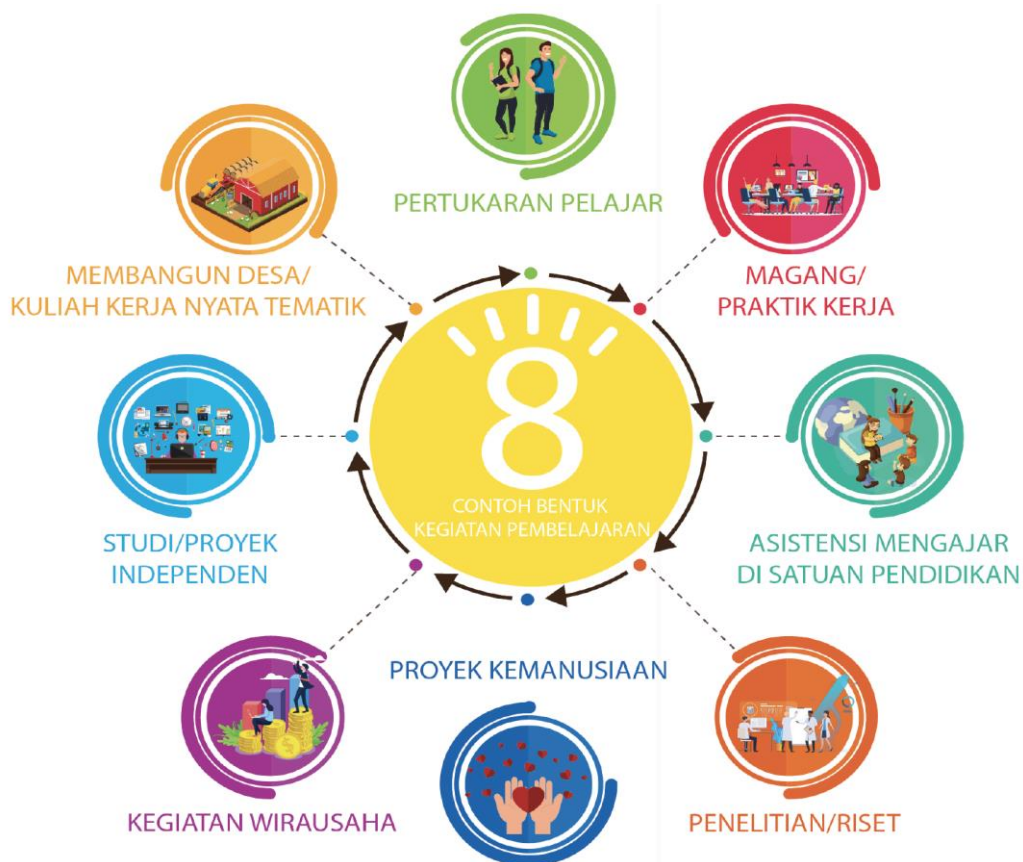 PERTUKARAN PELAJAR
MAGANG/
PRAKTIK KERJA
ASISTENSI MENGAJAR
DI SATUAN PENDIDIKAN
PENELITIAN/RISET
PROYEK KEMANUSIAAN
KEGIATAN WIRAUSAHA
STUDI/PROYEK
INDEPENDEN
MEMBANGUN DESA/
KULIAH KERJA NYATA TEMATIK
8
CONTOH BENTUK
KEGIATAN PEMBELAJARAN